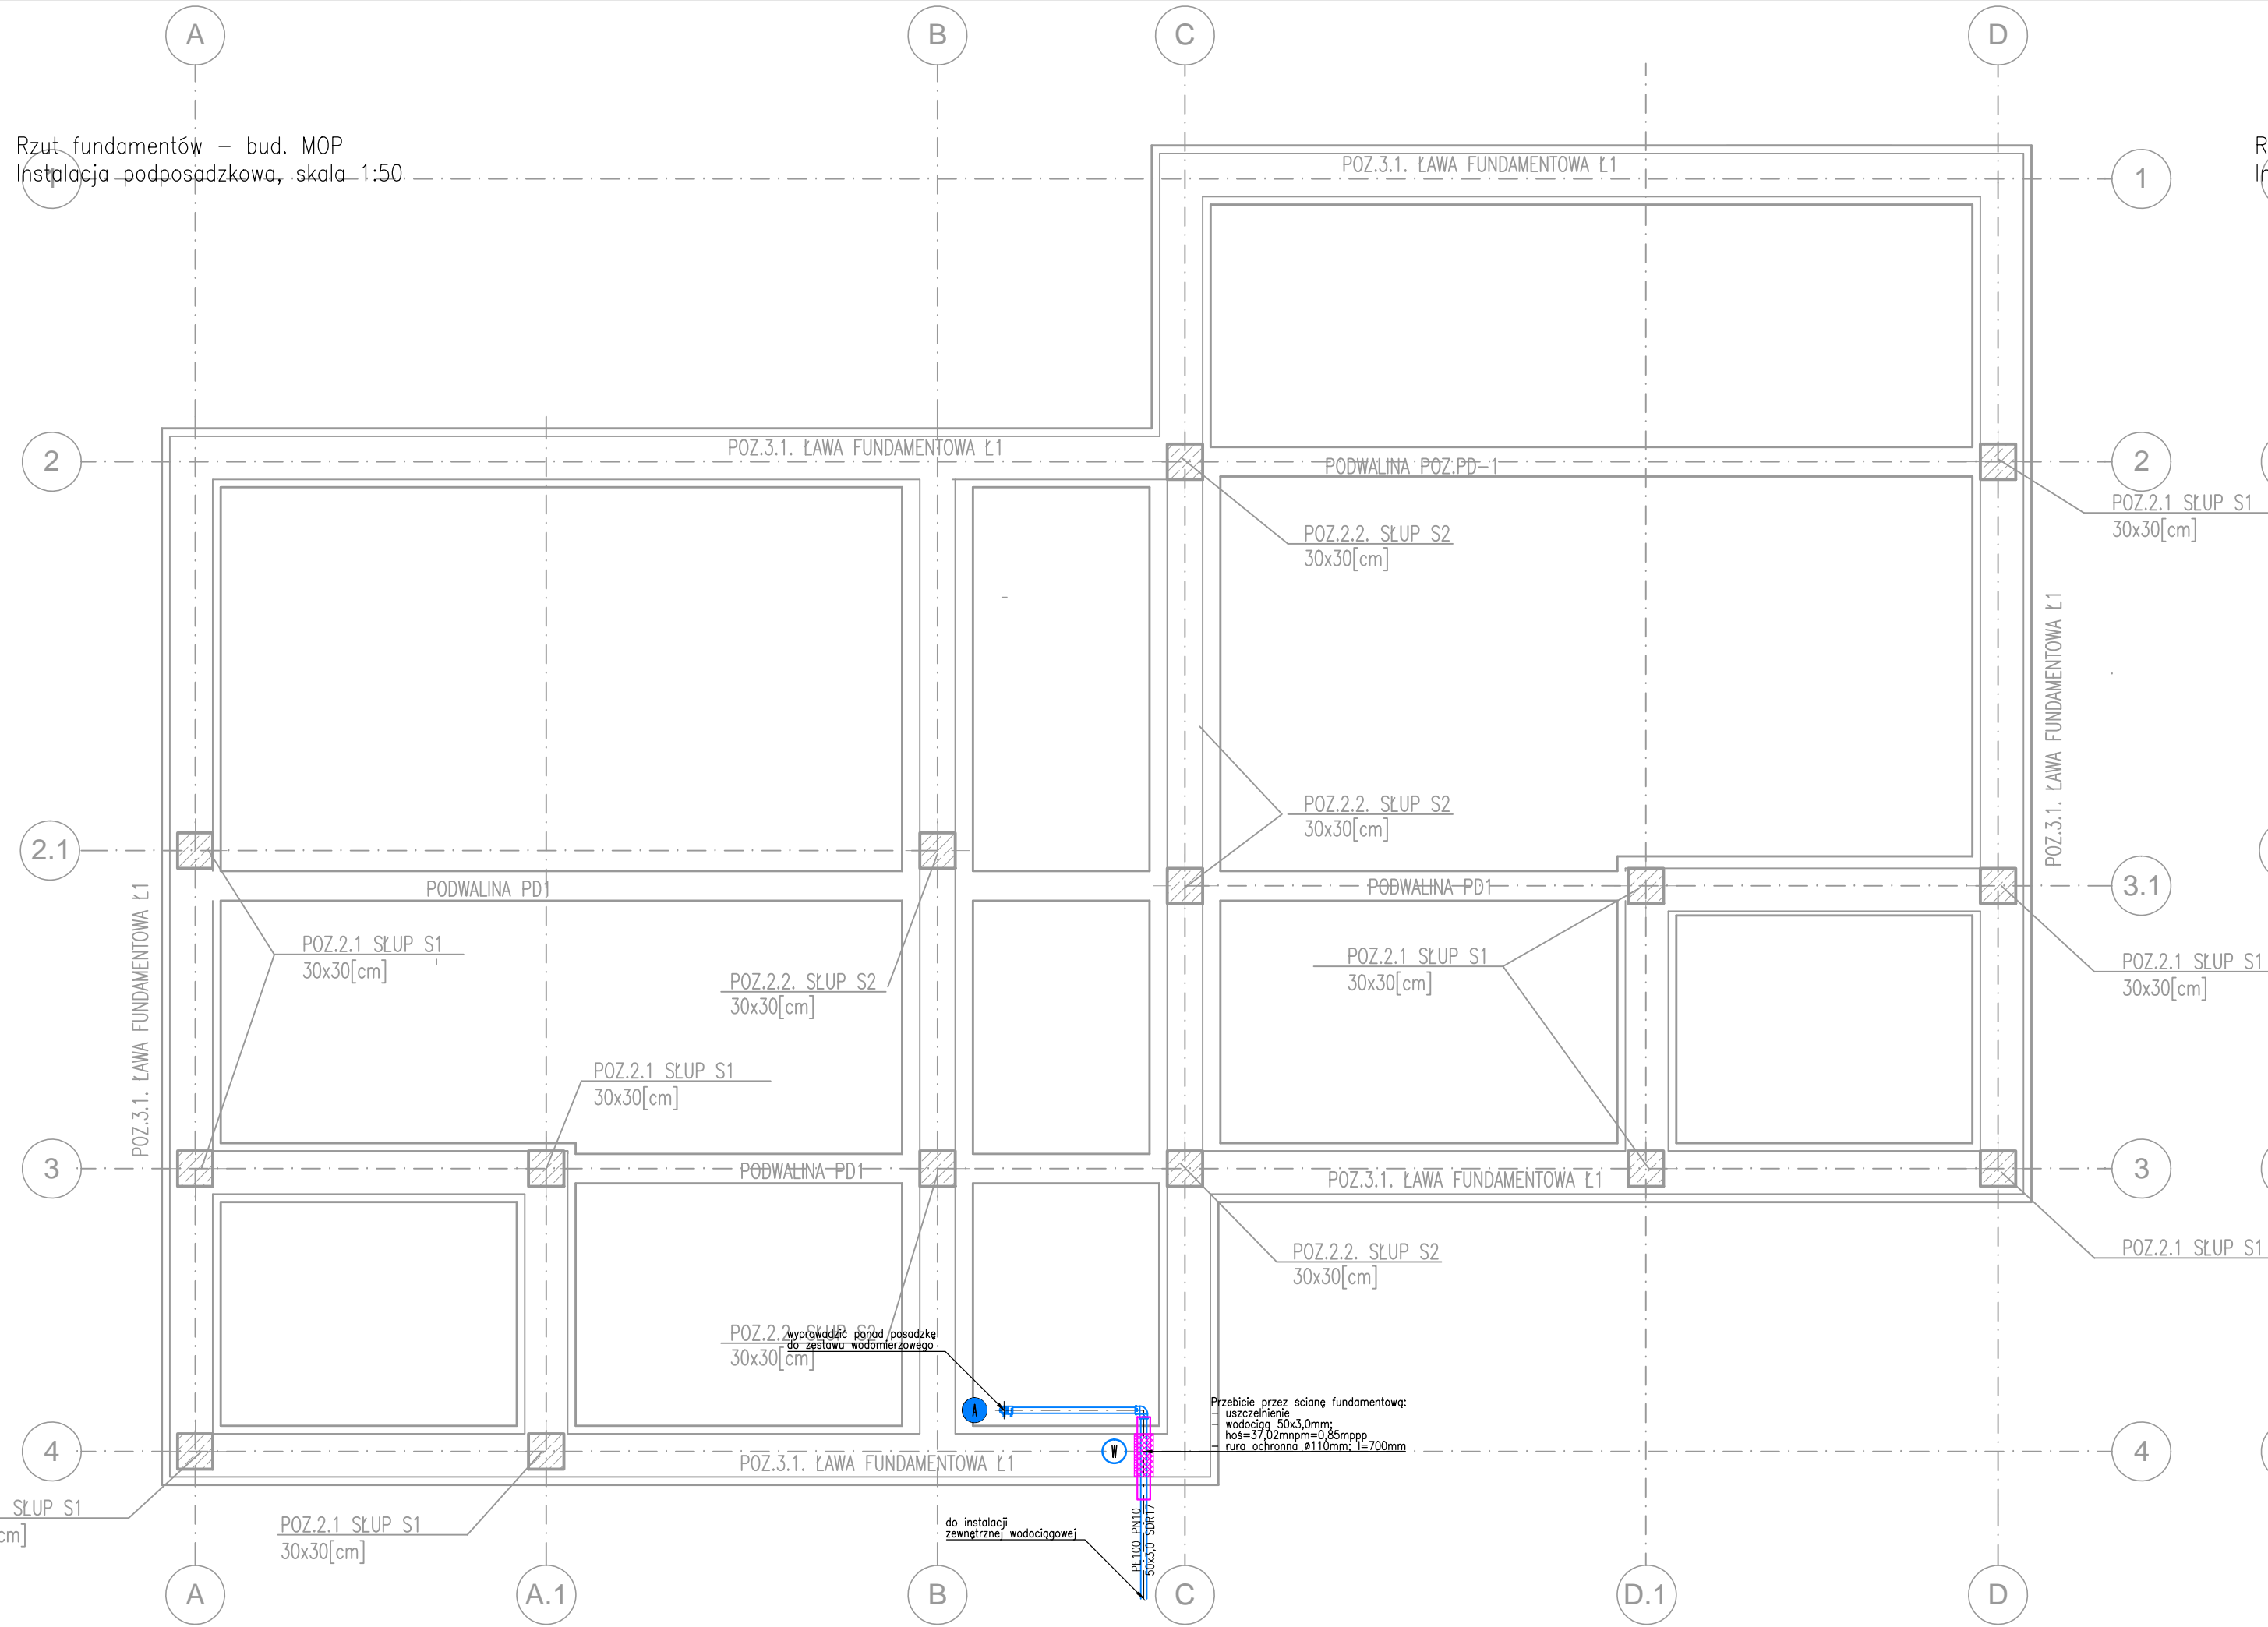 A
B
C
D
Rzut fundamentów – bud. MOP
Instalacja podposadzkowa, skala 1:50
R
1
POZ.3.1. ŁAWA FUNDAMENTOWA Ł1
1
2
POZ.3.1. ŁAWA FUNDAMENTOWA Ł1
PODWALINA POZ.PD-1
2
POZ.2.1 SŁUP S1
30x30[cm]
POZ.2.2. SŁUP S2
30x30[cm]
POZ.3.1. ŁAWA FUNDAMENTOWA Ł1
POZ.2.2. SŁUP S2
30x30[cm]
2.1
PODWALINA PD1
PODWALINA PD1
3.1
POZ.3.1. ŁAWA FUNDAMENTOWA Ł1
POZ.2.1 SŁUP S1
30x30[cm]
POZ.2.2. SŁUP S2
30x30[cm]
POZ.2.1 SŁUP S1
30x30[cm]
POZ.2.1 SŁUP S1
30x30[cm]
POZ.2.1 SŁUP S1
30x30[cm]
3
PODWALINA PD1
POZ.3.1. ŁAWA FUNDAMENTOWA Ł1
3
POZ.2.2. SŁUP S2
30x30[cm]
POZ.2.1 SŁUP S1
POZ.2.2. SŁUP S2
30x30[cm]
wyprowadzić ponad posadzkę
do zestawu wodomierzowego
A
Przebicie przez ścianę fundamentową:
– uszczelnienie
– wodociąg 50x3,0mm;
hoś=37,02mnpm=0,85mppp
– rura ochronna Ø110mm; l=700mm
4
W
4
POZ.3.1. ŁAWA FUNDAMENTOWA Ł1
SŁUP S1
cm]
POZ.2.1 SŁUP S1
30x30[cm]
do instalacji
zewnętrznej wodociągowej
PE100 PN10
50x3,0 SDR17
A
A.1
B
C
D.1
D